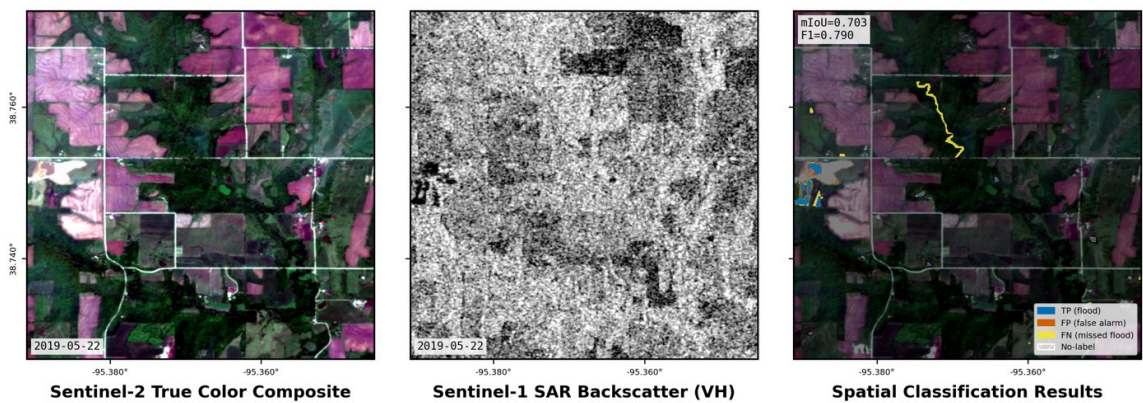 mIoU=0.703
F1=0.790
38.760°
38.740°
2019-05-22
2019-05-22
TP (flood)
FP (false alarm)
FN (missed flood)
No-label
-95.380°
-95.360°
-95.380°
-95.360°
-95.380°
-95.360°
Sentinel-2 True Color Composite
Sentinel-1 SAR Backscatter (VH)
Spatial Classification Results